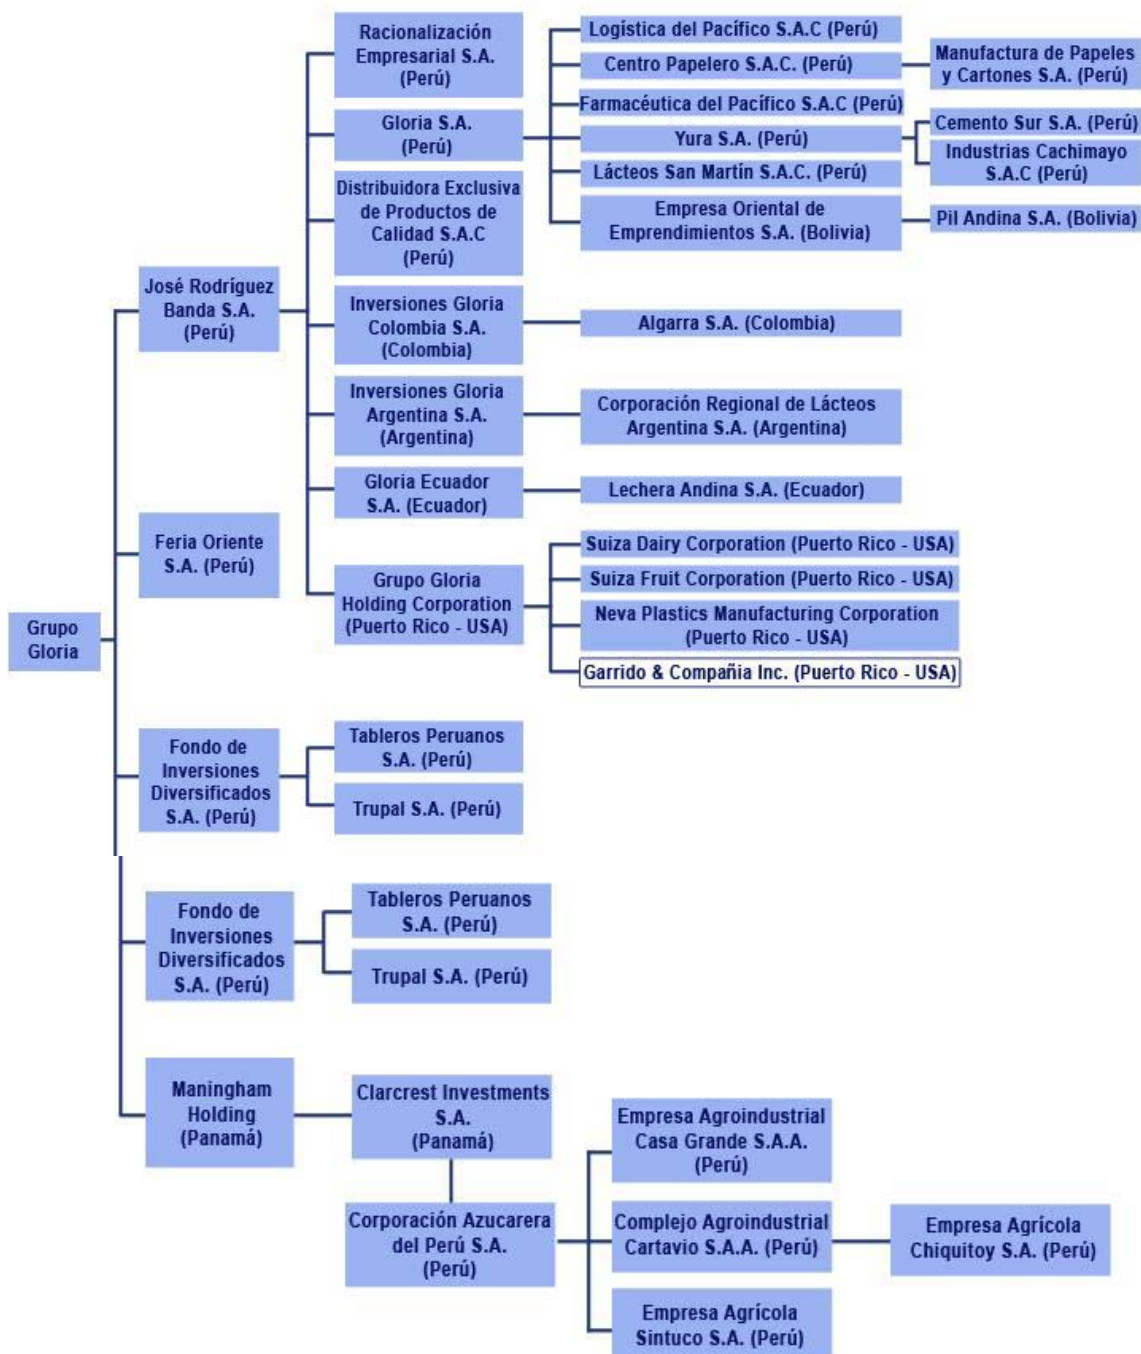 Grupo
Gloria
José Rodríguez
Banda S.A.
(Perú)
Racionalización
Empresarial S.A.
(Perú)
Gloria S.A.
(Perú)
Logística del Pacífico S.A.C (Perú)
Centro Papelero S.A.C. (Perú)
Manufactura de Papeles
y Cartones S.A. (Perú)
Farmacéutica del Pacífico S.A.C (Perú)
Yura S.A. (Perú)
Cemento Sur S.A. (Perú)
Industrias Cachimayo
S.A.C (Perú)
Lácteos San Martín S.A.C. (Perú)
Empresa Oriental de
Emprendimientos S.A. (Bolivia)
Pil Andina S.A. (Bolivia)
Distribuidora Exclusiva
de Productos de
Calidad S.A.C
(Perú)
Inversiones Gloria
Colombia S.A.
(Colombia)
Algarra S.A. (Colombia)
Inversiones Gloria
Argentina S.A.
(Argentina)
Corporación Regional de Lácteos
Argentina S.A. (Argentina)
Gloria Ecuador
S.A. (Ecuador)
Lechera Andina S.A. (Ecuador)
Grupo Gloria
Holding Corporation
(Puerto Rico - USA)
Suiza Dairy Corporation (Puerto Rico - USA)
Suiza Fruit Corporation (Puerto Rico - USA)
Neva Plastics Manufacturing Corporation
(Puerto Rico - USA)
Garrido & Compañia Inc. (Puerto Rico - USA)
Feria Oriente
S.A. (Perú)
Fondo de
Inversiones
Diversificados
S.A. (Perú)
Tableros Peruanos
S.A. (Perú)
Trupal S.A. (Perú)
Fondo de
Inversiones
Diversificados
S.A. (Perú)
Tableros Peruanos
S.A. (Perú)
Trupal S.A. (Perú)
Maningham
Holding
(Panamá)
Clarcrest Investments
S.A.
(Panamá)
Corporación Azucarera
del Perú S.A.
(Perú)
Empresa Agroindustrial
Casa Grande S.A.A.
(Perú)
Complejo Agroindustrial
Cartavio S.A.A. (Perú)
Empresa Agrícola
Chiquitoy S.A. (Perú)
Empresa Agrícola
Sintuco S.A. (Perú)